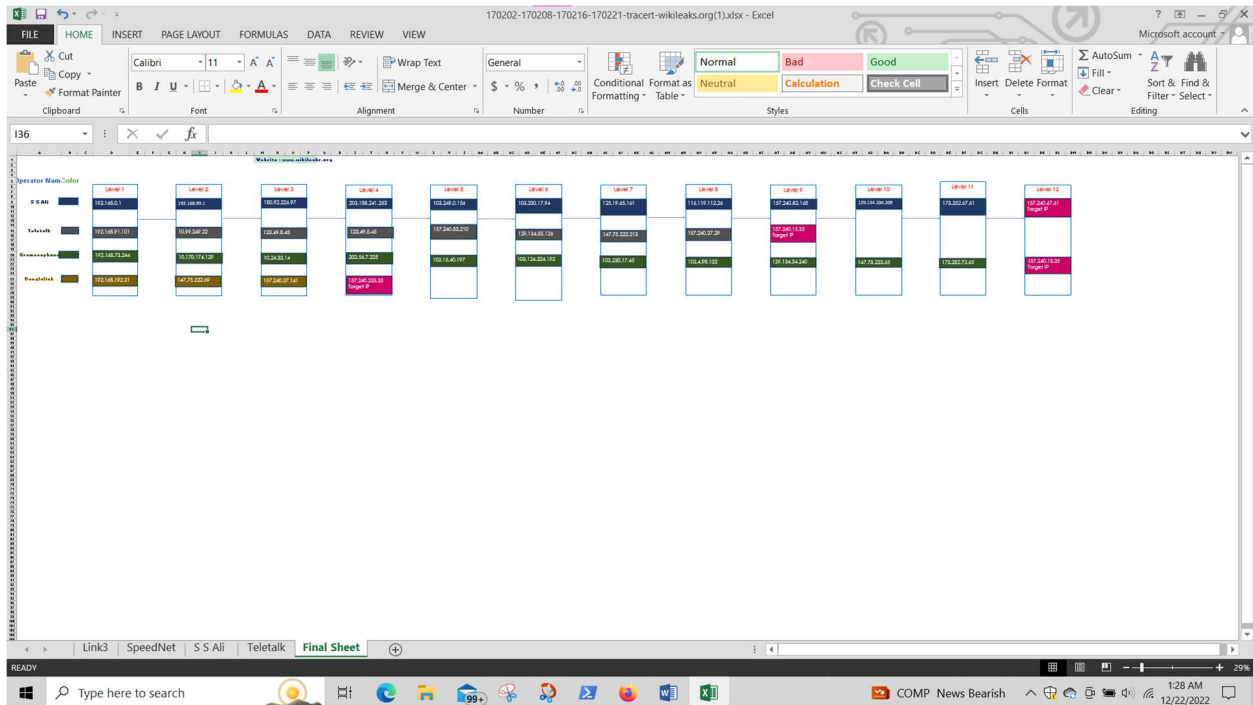 170202-170208-170216-170221-tracert-wikileaks.org(1).xlsx - Excel
FILE HOME INSERT PAGE LAYOUT FORMULAS DATA REVIEW VIEW Microsoft account
Cut
Copy
Format Painter
Paste
Clipboard
Calibri 11
B I U
Font
Wrap Text
Merge & Center
Alignment
General
$ % ,
Number
Conditional Formatting
Format as Table
Normal Bad Good
Neutral Calculation Check Cell
Styles
Insert Delete Format
Cells
AutoSum
Fill
Clear
Sort & Filter
Find & Select
Editing
I36
fx
Website : www.wikileaks.org
Operator Nam Color
Level 1 Level 2 Level 3 Level 4 Level 5 Level 6 Level 7 Level 8 Level 9 Level 10 Level 11 Level 12
S S Ali 192.168.0.1 192.168.99.1 180.92.226.97 203.188.241.253 103.249.0.156 103.230.17.94 125.19.65.161 116.119.112.26 157.240.82.168 129.134.104.208 173.252.67.61 157.240.67.61
Target IP
Teletalk 192.168.91.101 10.99.249.22 123.49.8.45 123.49.8.45 157.240.82.210 129.134.55.126 147.75.222.213 157.240.37.29 157.240.15.35
Target IP
Grameenphone 192.168.73.244 10.170.174.129 10.24.32.14 202.56.7.225 103.15.40.197 103.124.224.192 103.230.17.45 103.4.98.132 129.134.34.240 147.75.223.65 173.252.72.65 157.240.15.35
Target IP
Banglalink 192.168.192.31 147.75.222.69 157.240.37.141 157.240.235.35
Target IP
Link3 SpeedNet S S Ali Teletalk Final Sheet
READY 29%
Type here to search 99+ COMP News Bearish 1:28 AM
12/22/2022